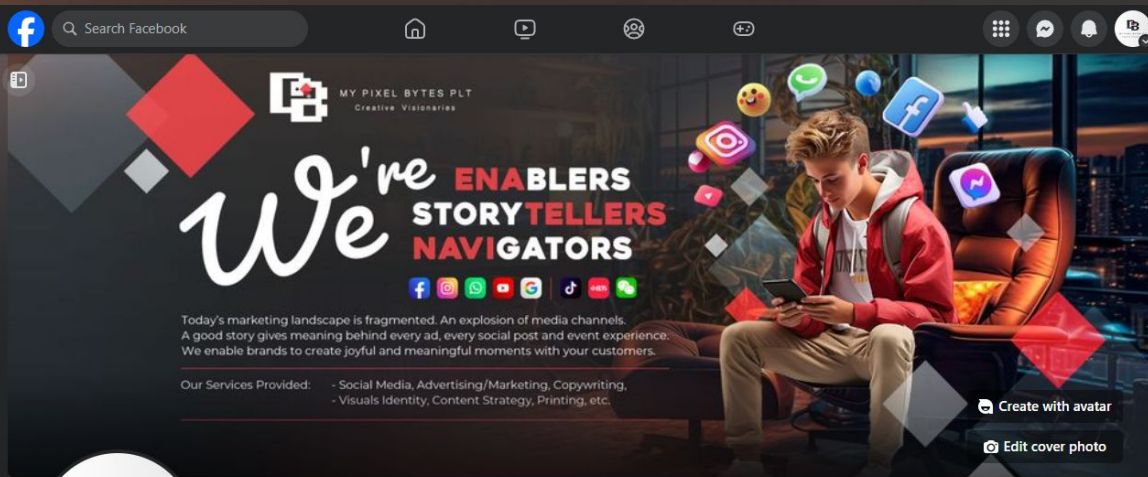 Search Facebook
MY PIXEL BYTES PLT
Creative Visionaries
We're
ENABLERS
STORYTELLERS
NAVIGATORS
Today's marketing landscape is fragmented. An explosion of media channels.
A good story gives meaning behind every ad, every social post and event experience.
We enable brands to create joyful and meaningful moments with your customers.
Our Services Provided: - Social Media, Advertising/Marketing, Copywriting,
- Visuals Identity, Content Strategy, Printing, etc.
Create with avatar
Edit cover photo